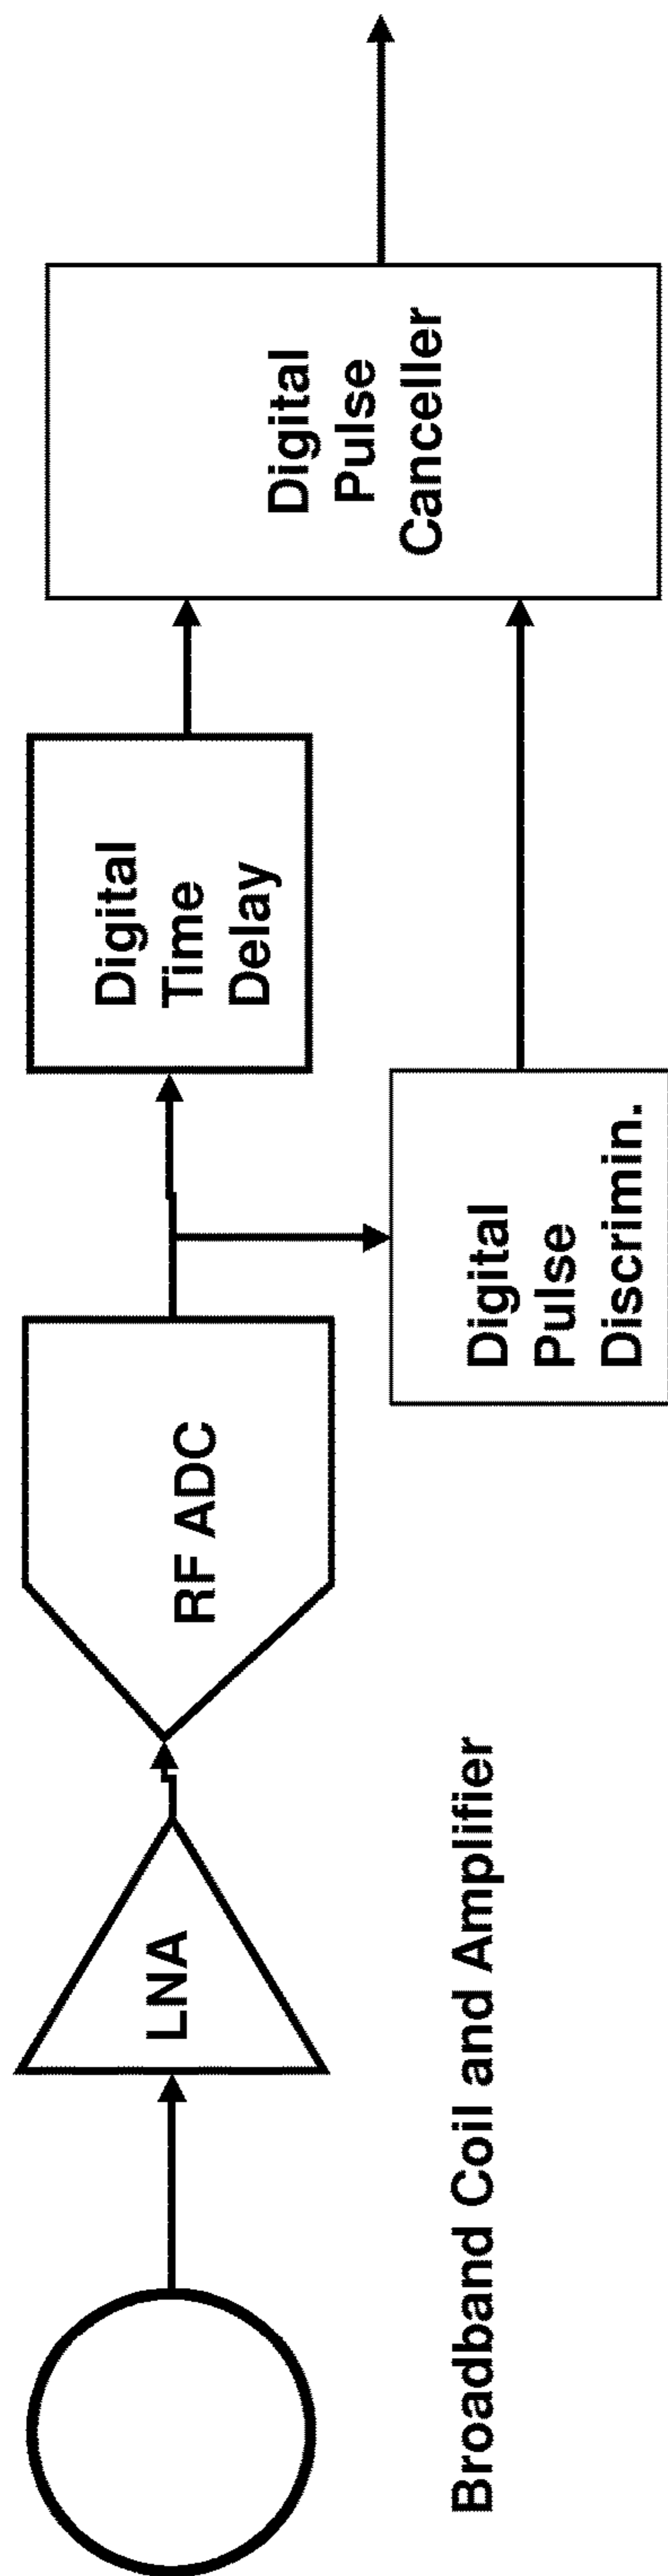 LNA
RF ADC
Digital
Time
Delay
Digital
Pulse
Discrimin.
Digital
Pulse
Canceller
Broadband Coil and Amplifier